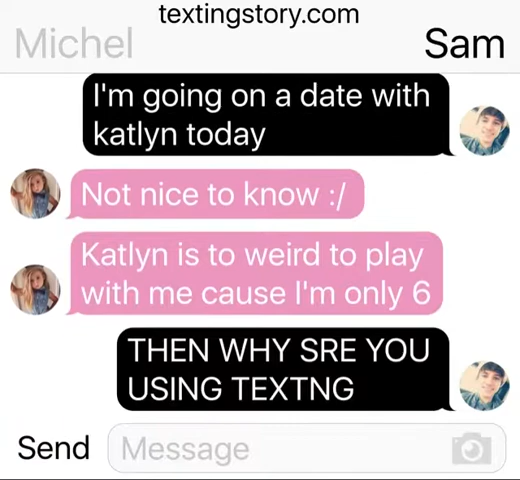 textingstory.com
Michel
Sam
I'm going on a date with
katlyn today
Not nice to know :/
Katlyn is to weird to play
with me cause I'm only 6
THEN WHY SRE YOU
USING TEXTNG
Send
Message